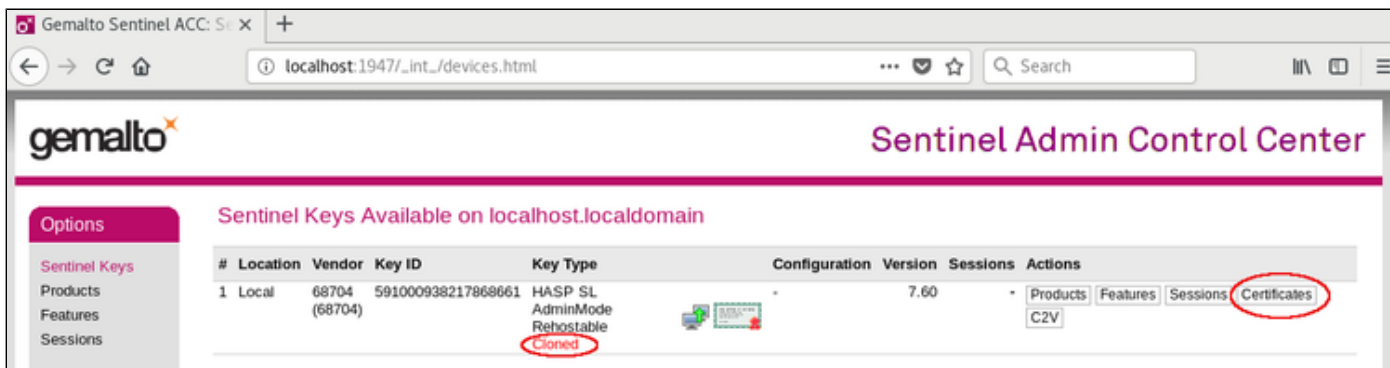 Gemalto Sentinel ACC: Se
localhost:1947/_int_/devices.html
Search
gemalto
Sentinel Admin Control Center
Options
Sentinel Keys
Products
Features
Sessions
Sentinel Keys Available on localhost.localdomain
# Location Vendor Key ID Key Type Configuration Version Sessions Actions
1 Local 68704 591000938217868661 HASP SL - 7.60 - Products Features Sessions Certificates
(68704) AdminMode C2V
Rehostable
Cloned